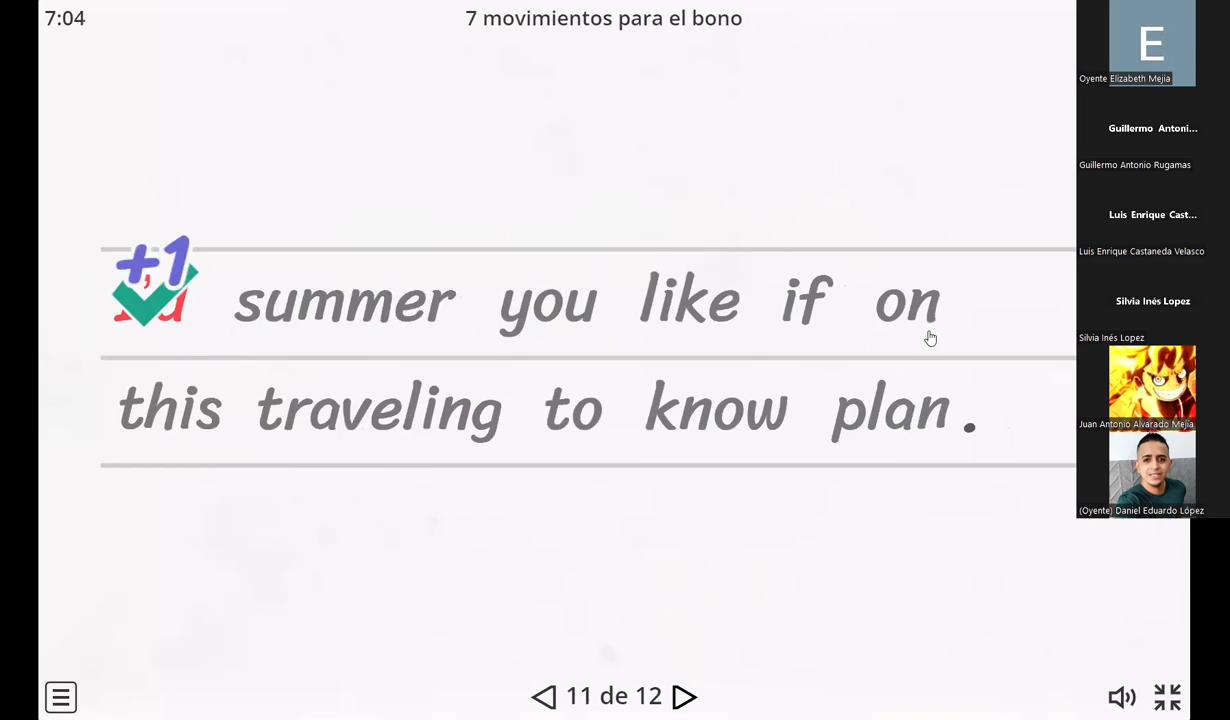 7:04
7 movimientos para el bono
+1
summer you like if on
this traveling to know plan.
11 de 12
E
Oyente Elizabeth Mejia
Guillermo Antoni...
Guillermo Antonio Rugamas
Luis Enrique Cast...
Luis Enrique Castaneda Velasco
Silvia Inés Lopez
Silvia Inés Lopez
Juan Antonio Alvarado Mejia
(Oyente) Daniel Eduardo López